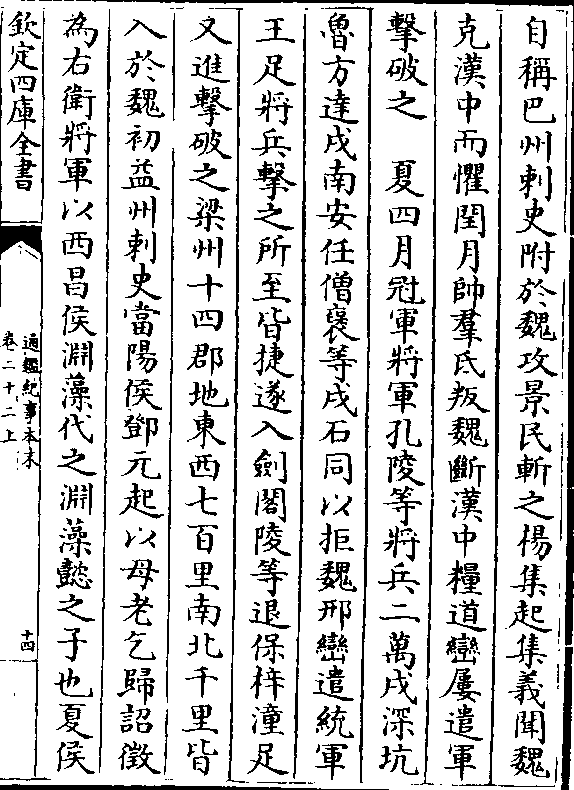 自稱巴州刺史附於魏攻景民斬之楊集起集義聞魏
克漢中而懼閏月帥羣氐叛魏斷漢中糧道巒屢遣軍
擊破之　夏四月冠軍將軍孔陵等將兵二萬戍深坑
魯方達戍南安任僧褒等戍石同以拒魏邢巒遣統軍
王足將兵擊之所至皆捷遂入劍閣陵等退保梓潼足
又進擊破之梁州十四郡地東西七百里南北千里皆
入於魏初益州刺史當陽侯鄧元起以母老乞歸詔徵
為右衛將軍以西昌侯淵藻代之淵藻懿之子也夏侯
欽定四庫全書
通鑑紀事本末
卷二十二上
十四